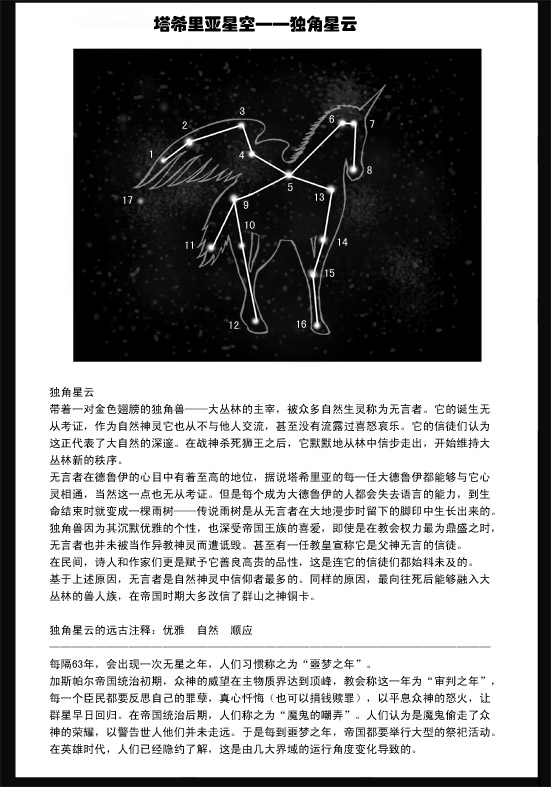 塔希里亚星空——独角星云
3
6
7
2
1
4
8
5
13
17
9
10
11
14
15
12
16
独角星云
带着一对金色翅膀的独角兽——大丛林的主宰，被众多自然生灵称为无言者。它的诞生无
从考证，作为自然神灵它也从不与他人交流，甚至没有流露过喜怒哀乐。它的信徒们认为
这正代表了大自然的深邃。在战神杀死狮王之后，它默默地从林中信步走出，开始维持大
丛林新的秩序。
无言者在德鲁伊的心目中有着至高的地位，据说塔希里亚的每一任大德鲁伊都能够与它心
灵相通，当然这一点也无从考证。但是每个成为大德鲁伊的人都会失去语言的能力，到生
命结束时就变成一棵雨树——传说雨树是从无言者在大地漫步时留下的脚印中生长出来的。
独角兽因为其沉默优雅的个性，也深受帝国王族的喜爱，即使是在教会权力最为鼎盛之时，
无言者也并未被当作异教神灵而遭诋毁。甚至有一任教皇宣称它是父神无言的信徒。
在民间，诗人和作家们更是赋予它善良高贵的品性，这是连它的信徒们都始料未及的。
基于上述原因，无言者是自然神灵中信仰者最多的。同样的原因，最向往死后能够融入大
丛林的兽人族，在帝国时期大多改信了群山之神铜卡。
独角星云的远古注释：优雅 自然 顺应
每隔63年，会出现一次无星之年，人们习惯称之为“噩梦之年”。
加斯帕尔帝国统治初期，众神的威望在主物质界达到顶峰，教会称这一年为“审判之年”，
每一个臣民都要反思自己的罪孽，真心忏悔（也可以捐钱赎罪），以平息众神的怒火，让
群星早日回归。在帝国统治后期，人们称之为“魔鬼的嘲弄”。人们认为是魔鬼偷走了众
神的荣耀，以警告世人他们并未走远。于是每到噩梦之年，帝国都要举行大型的祭祀活动。
在英雄时代，人们已经隐约了解，这是由几大界域的运行角度变化导致的。